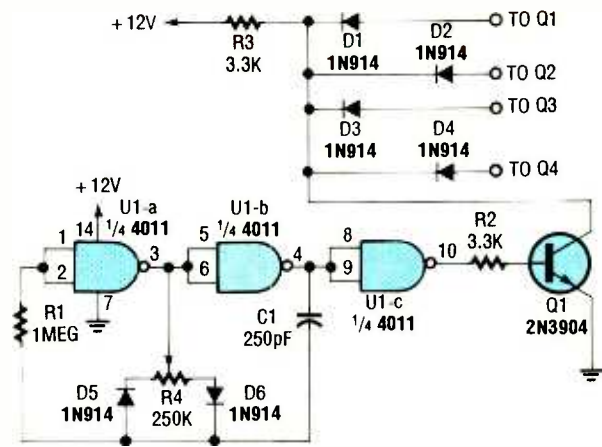 + 12V
R3
3.3K
D1
1N914
D2
1N914
TO Q1
TO Q2
TO Q3
D3
1N914
D4
1N914
TO Q4
+ 12V
U1-a
1/4 4011
14
1
2
3
7
U1-b
1/4 4011
5
6
4
8
9
10
U1-c
1/4 4011
R2
3.3K
Q1
2N3904
R1
1MEG
C1
250pF
D5
1N914
R4
250K
D6
1N914